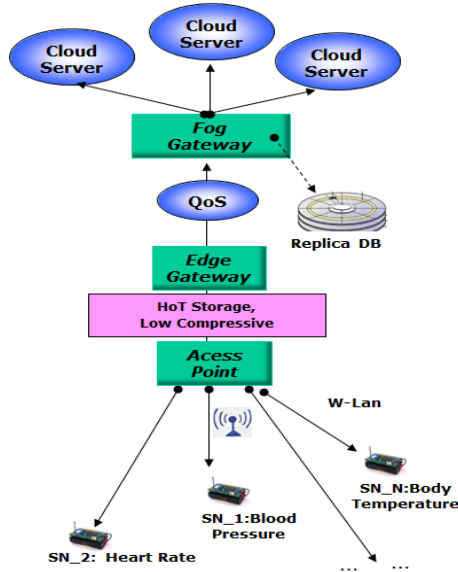 Cloud
Server
Cloud
Server
Cloud
Server
Fog
Gateway
QoS
Replica DB
Edge
Gateway
HoT Storage,
Low Compressive
Acess
Point
W-Lan
SN_N:Body
Temperature
SN_1:Blood
Pressure
SN_2: Heart Rate
... ...